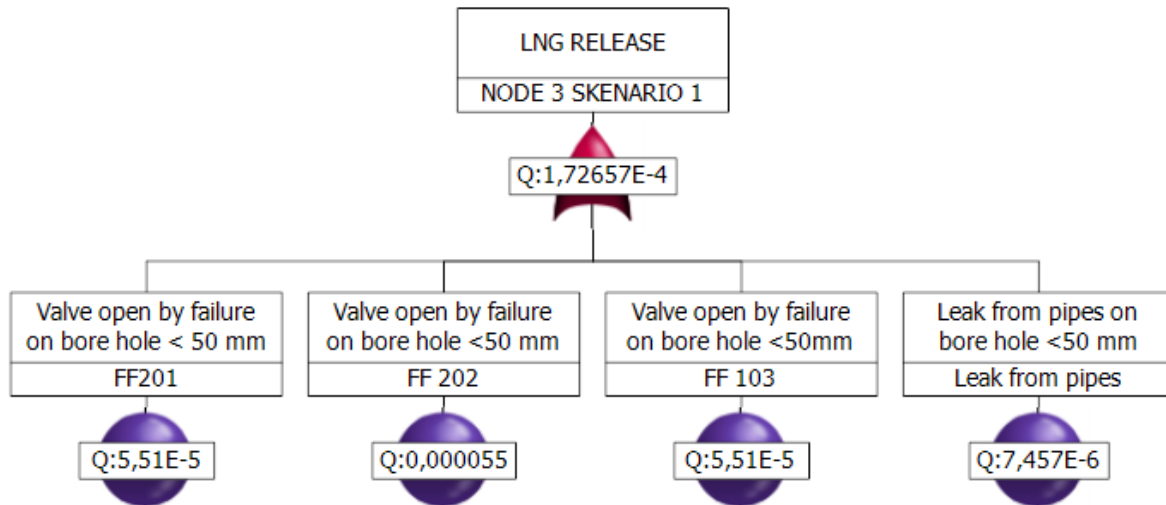 LNG RELEASE
NODE 3 SKENARIO 1
Q:1,72657E-4
Valve open by failure
on bore hole < 50 mm
FF201
Q:5,51E-5
Valve open by failure
on bore hole <50 mm
FF 202
Q:0,000055
Valve open by failure
on bore hole <50mm
FF 103
Q:5,51E-5
Leak from pipes on
bore hole <50 mm
Leak from pipes
Q:7,457E-6